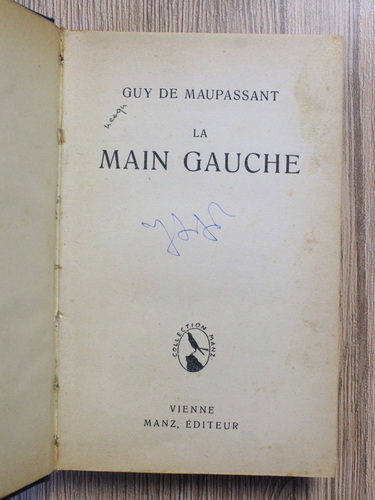 GUY DE MAUPASSANT
LA
MAIN GAUCHE
COLLECTION MANZ
VIENNE
MANZ, ÉDITEUR